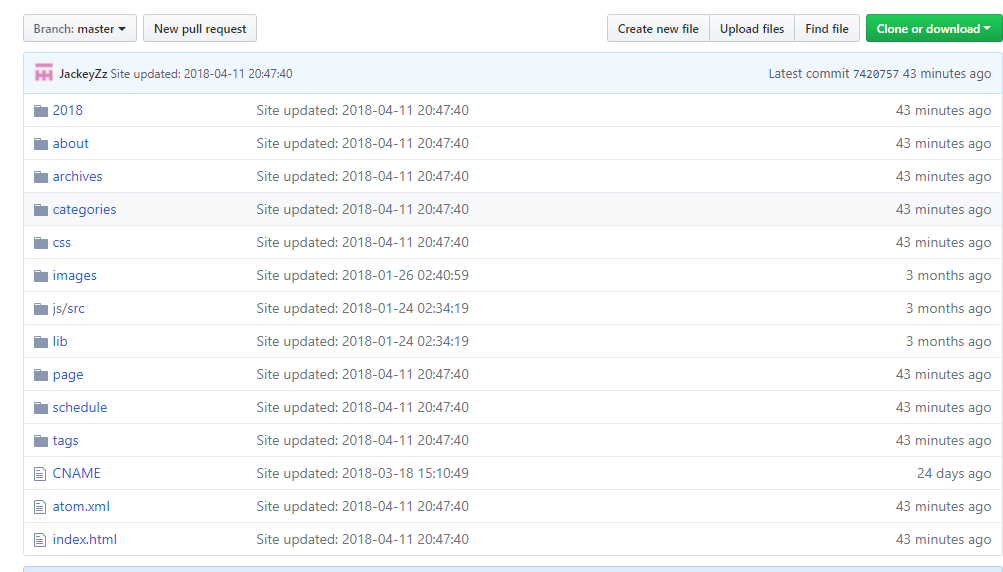 Branch: master New pull request Create new file Upload files Find file Clone or download
JackeyZz Site updated: 2018-04-11 20:47:40 Latest commit 7420757 43 minutes ago
2018 Site updated: 2018-04-11 20:47:40 43 minutes ago
about Site updated: 2018-04-11 20:47:40 43 minutes ago
archives Site updated: 2018-04-11 20:47:40 43 minutes ago
categories Site updated: 2018-04-11 20:47:40 43 minutes ago
css Site updated: 2018-04-11 20:47:40 43 minutes ago
images Site updated: 2018-01-26 02:40:59 3 months ago
js/src Site updated: 2018-01-24 02:34:19 3 months ago
lib Site updated: 2018-01-24 02:34:19 3 months ago
page Site updated: 2018-04-11 20:47:40 43 minutes ago
schedule Site updated: 2018-04-11 20:47:40 43 minutes ago
tags Site updated: 2018-04-11 20:47:40 43 minutes ago
CNAME Site updated: 2018-03-18 15:10:49 24 days ago
atom.xml Site updated: 2018-04-11 20:47:40 43 minutes ago
index.html Site updated: 2018-04-11 20:47:40 43 minutes ago